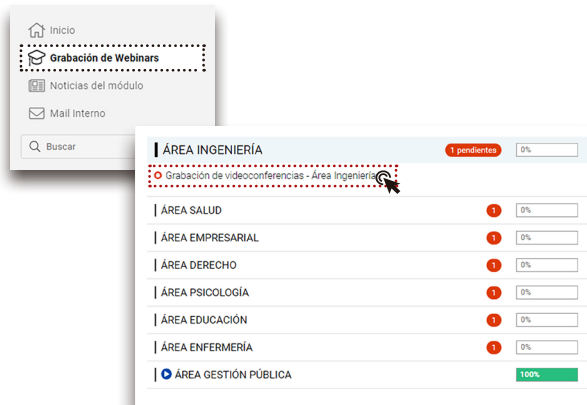 Inicio
Grabación de Webinars
Noticias del módulo
Mail Interno
Buscar
ÁREA INGENIERÍA 1 pendientes 0%
Grabación de videoconferencias - Área Ingeniería
ÁREA SALUD 1 0%
ÁREA EMPRESARIAL 1 0%
ÁREA DERECHO 1 0%
ÁREA PSICOLOGÍA 1 0%
ÁREA EDUCACIÓN 1 0%
ÁREA ENFERMERÍA 1 0%
ÁREA GESTIÓN PÚBLICA 100%